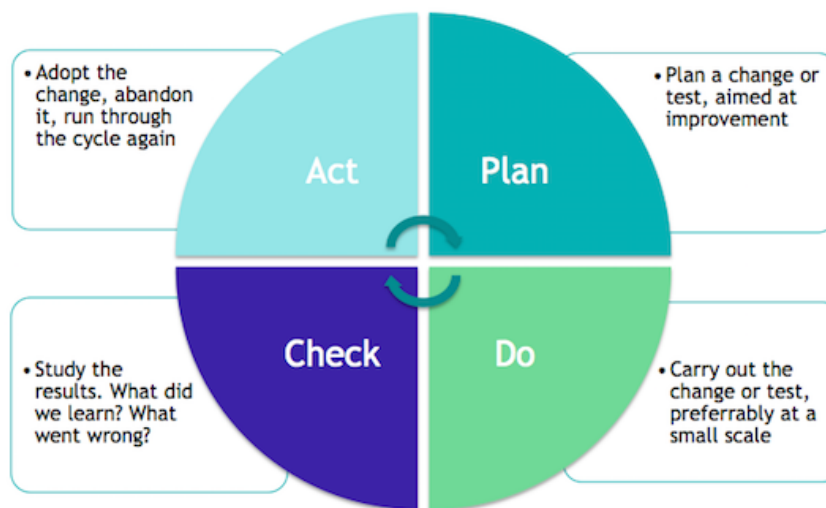 • Adopt the
change, abandon
it, run through
the cycle again
Act
Plan
• Plan a change or
test, aimed at
improvement
• Study the
results. What did
we learn? What
went wrong?
Check
Do
• Carry out the
change or test,
preferrably at a
small scale